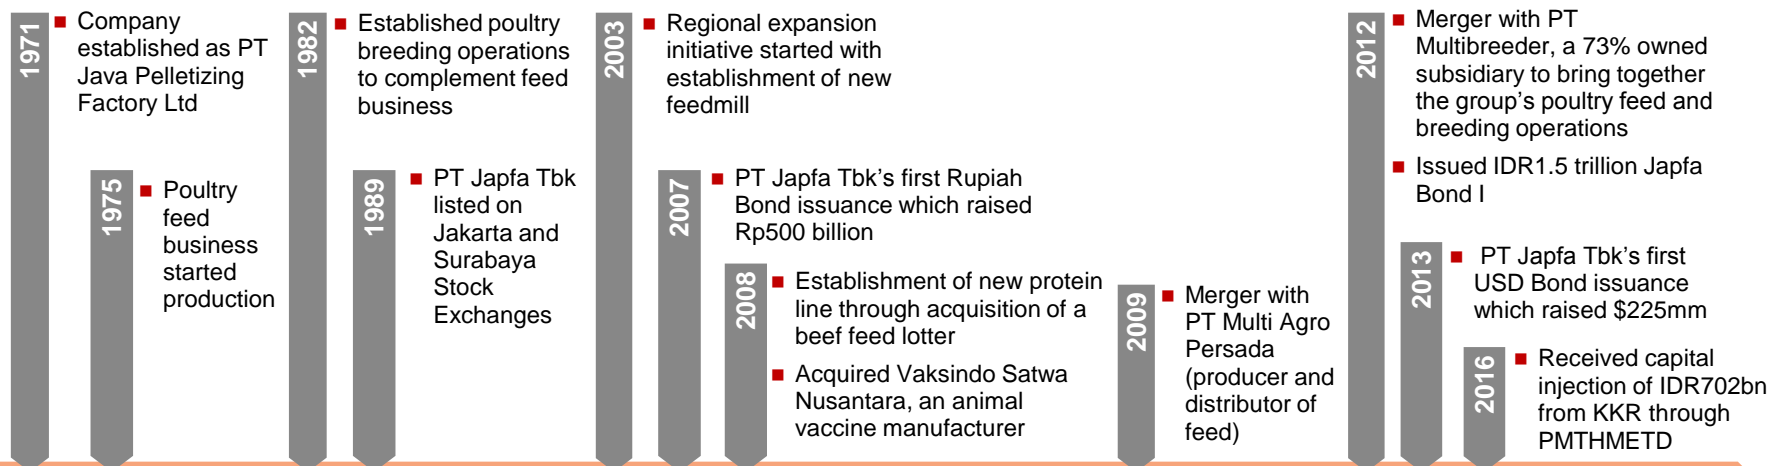 1971
Company
established as PT
Java Pelletizing
Factory Ltd
1975
Poultry
feed
business
started
production
1982
Established poultry
breeding operations
to complement feed
business
1989
PT Japfa Tbk
listed on
Jakarta and
Surabaya
Stock
Exchanges
2003
Regional expansion
initiative started with
establishment of new
feedmill
2007
PT Japfa Tbk’s first Rupiah
Bond issuance which raised
Rp500 billion
2008
Establishment of new protein
line through acquisition of a
beef feed lotter
Acquired Vaksindo Satwa
Nusantara, an animal
vaccine manufacturer
2009
Merger with
PT Multi Agro
Persada
(producer and
distributor of
feed)
2012
Merger with PT
Multibreeder, a 73% owned
subsidiary to bring together
the group’s poultry feed and
breeding operations
Issued IDR1.5 trillion Japfa
Bond I
2013
PT Japfa Tbk’s first
USD Bond issuance
which raised $225mm
2016
Received capital
injection of IDR702bn
from KKR through
PMTHMETD